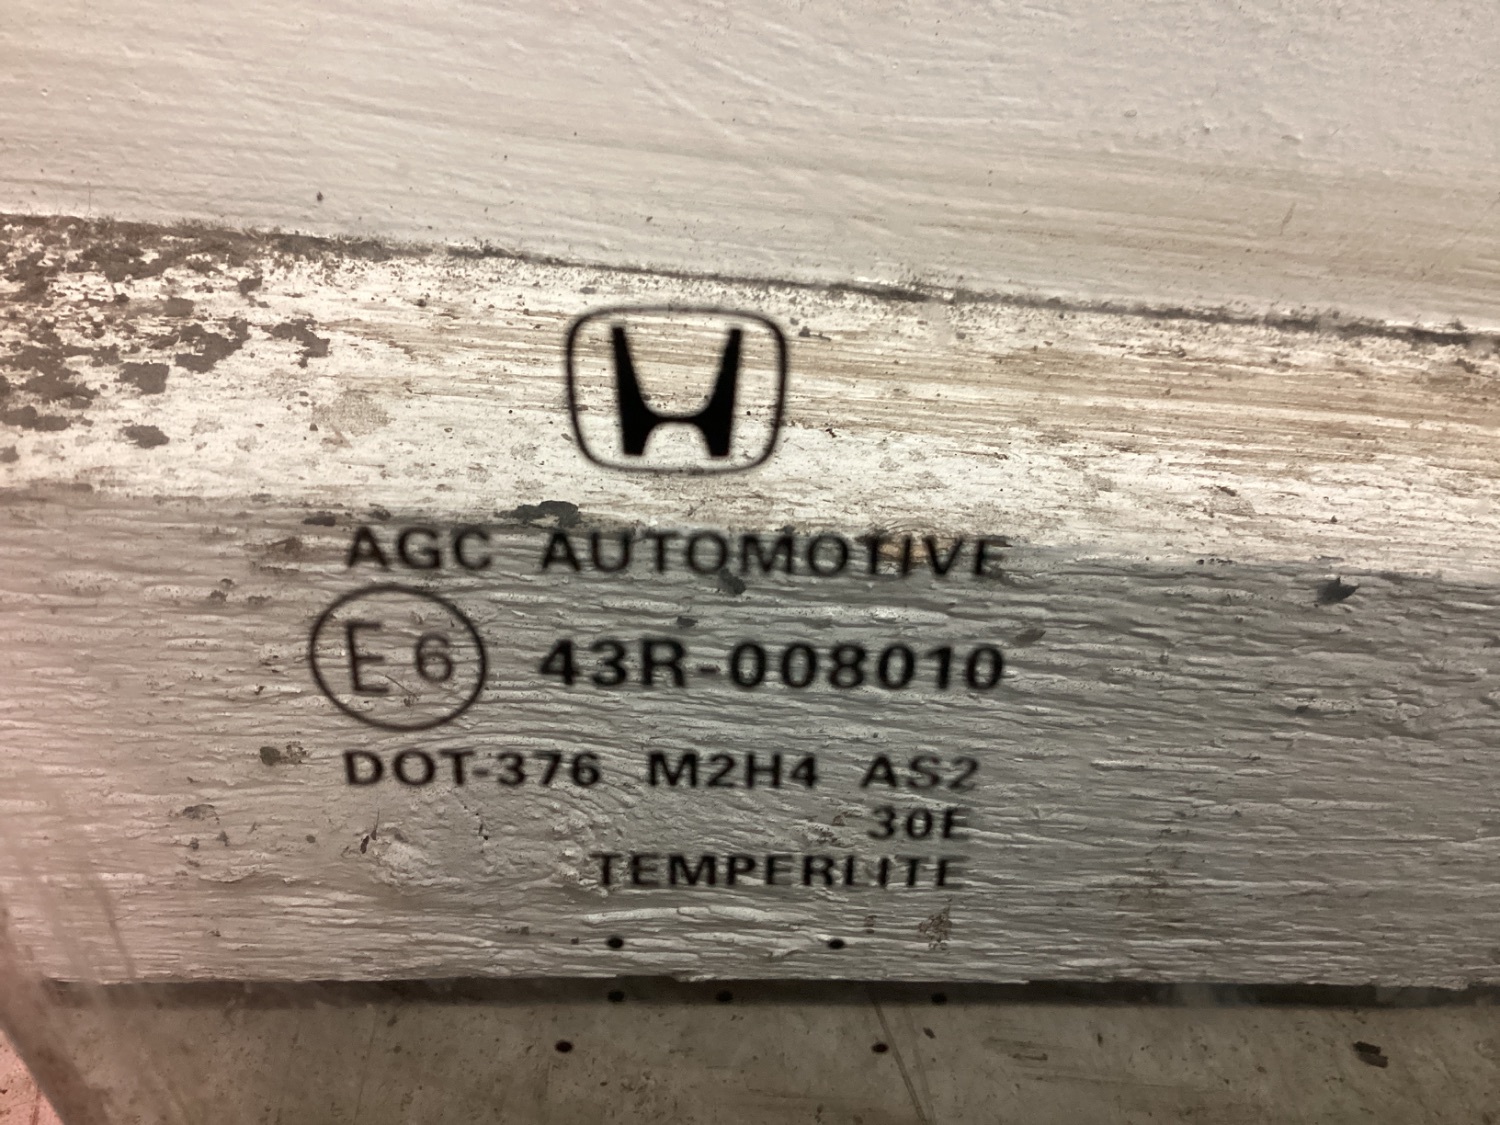 AGC AUTOMOTIVE
E6 43R-008010
DOT-376 M2H4 AS2
30E
TEMPERLITE